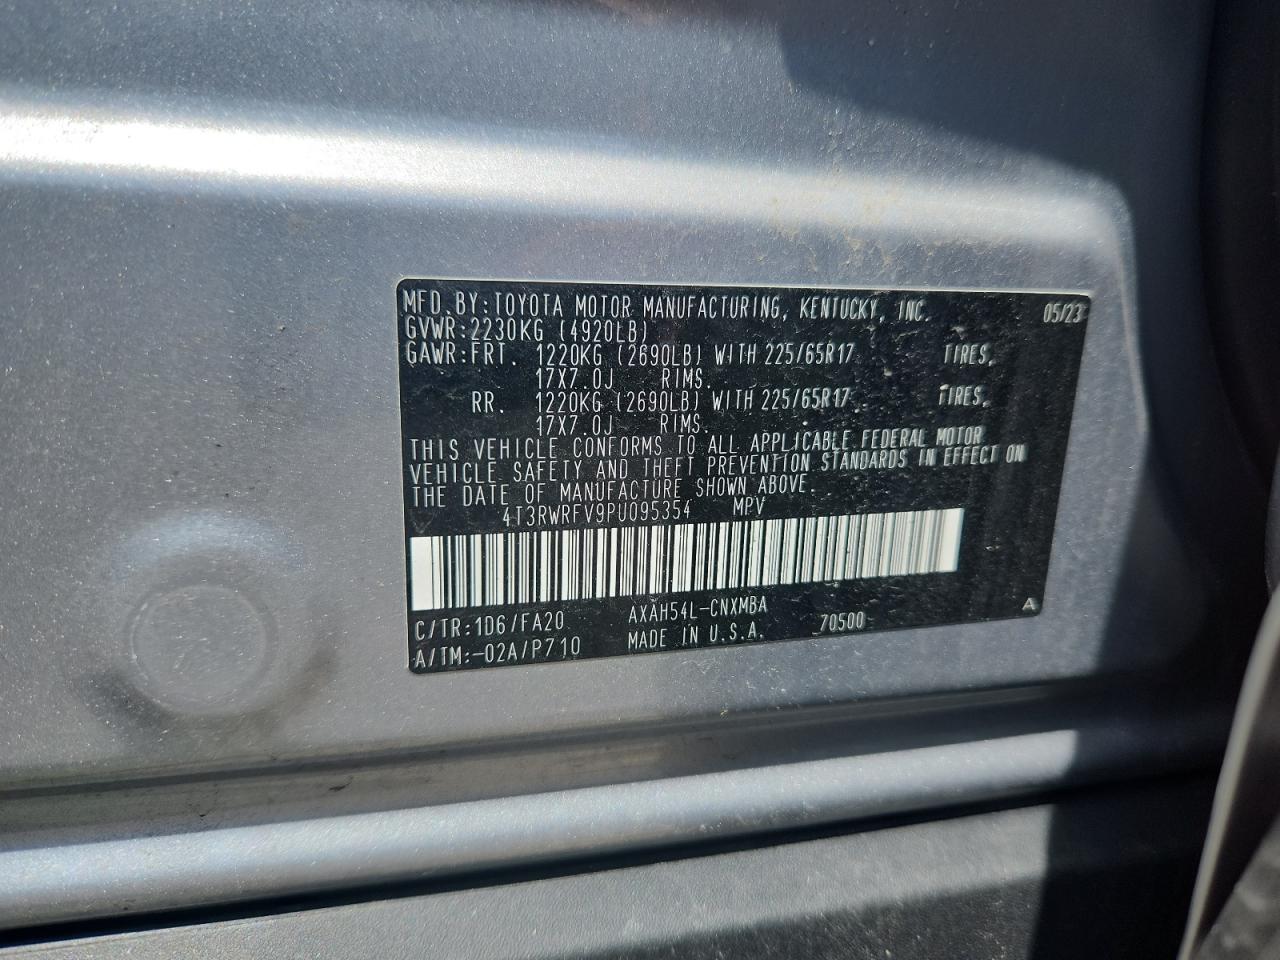 MFD. BY: TOYOTA MOTOR MANUFACTURING, KENTUCKY, INC. 05/23
GVWR: 2230KG (4920LB)
GAWR: FRT. 1220KG (2690LB) WITH 225/65R17 TIRES,
17X7.0J RIMS.
RR. 1220KG (2690LB) WITH 225/65R17 TIRES,
17X7.0J RIMS.
THIS VEHICLE CONFORMS TO ALL APPLICABLE FEDERAL MOTOR
VEHICLE SAFETY AND THEFT PREVENTION STANDARDS IN EFFECT ON
THE DATE OF MANUFACTURE SHOWN ABOVE.
4T3RWRFV9PU095354 MPV
C/TR: 1D6/FA20 AXAH54L-CNXMBA A
A/TM: -02A/P710 MADE IN U.S.A. 70500